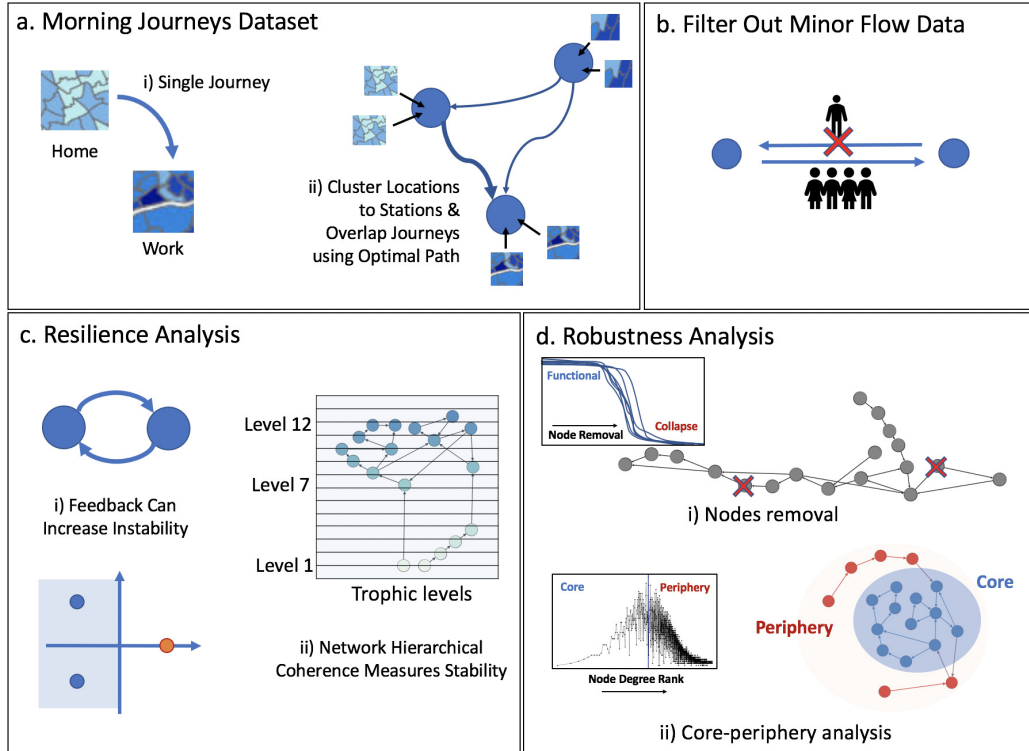 a. Morning Journeys Dataset
i) Single Journey
Home
Work
ii) Cluster Locations
to Stations &
Overlap Journeys
using Optimal Path
b. Filter Out Minor Flow Data
c. Resilience Analysis
i) Feedback Can
Increase Instability
Level 12
Level 7
Level 1
Trophic levels
ii) Network Hierarchical
Coherence Measures Stability
d. Robustness Analysis
Functional
Collapse
Node Removal
i) Nodes removal
Core
Periphery
Node Degree Rank
Core
Periphery
ii) Core-periphery analysis